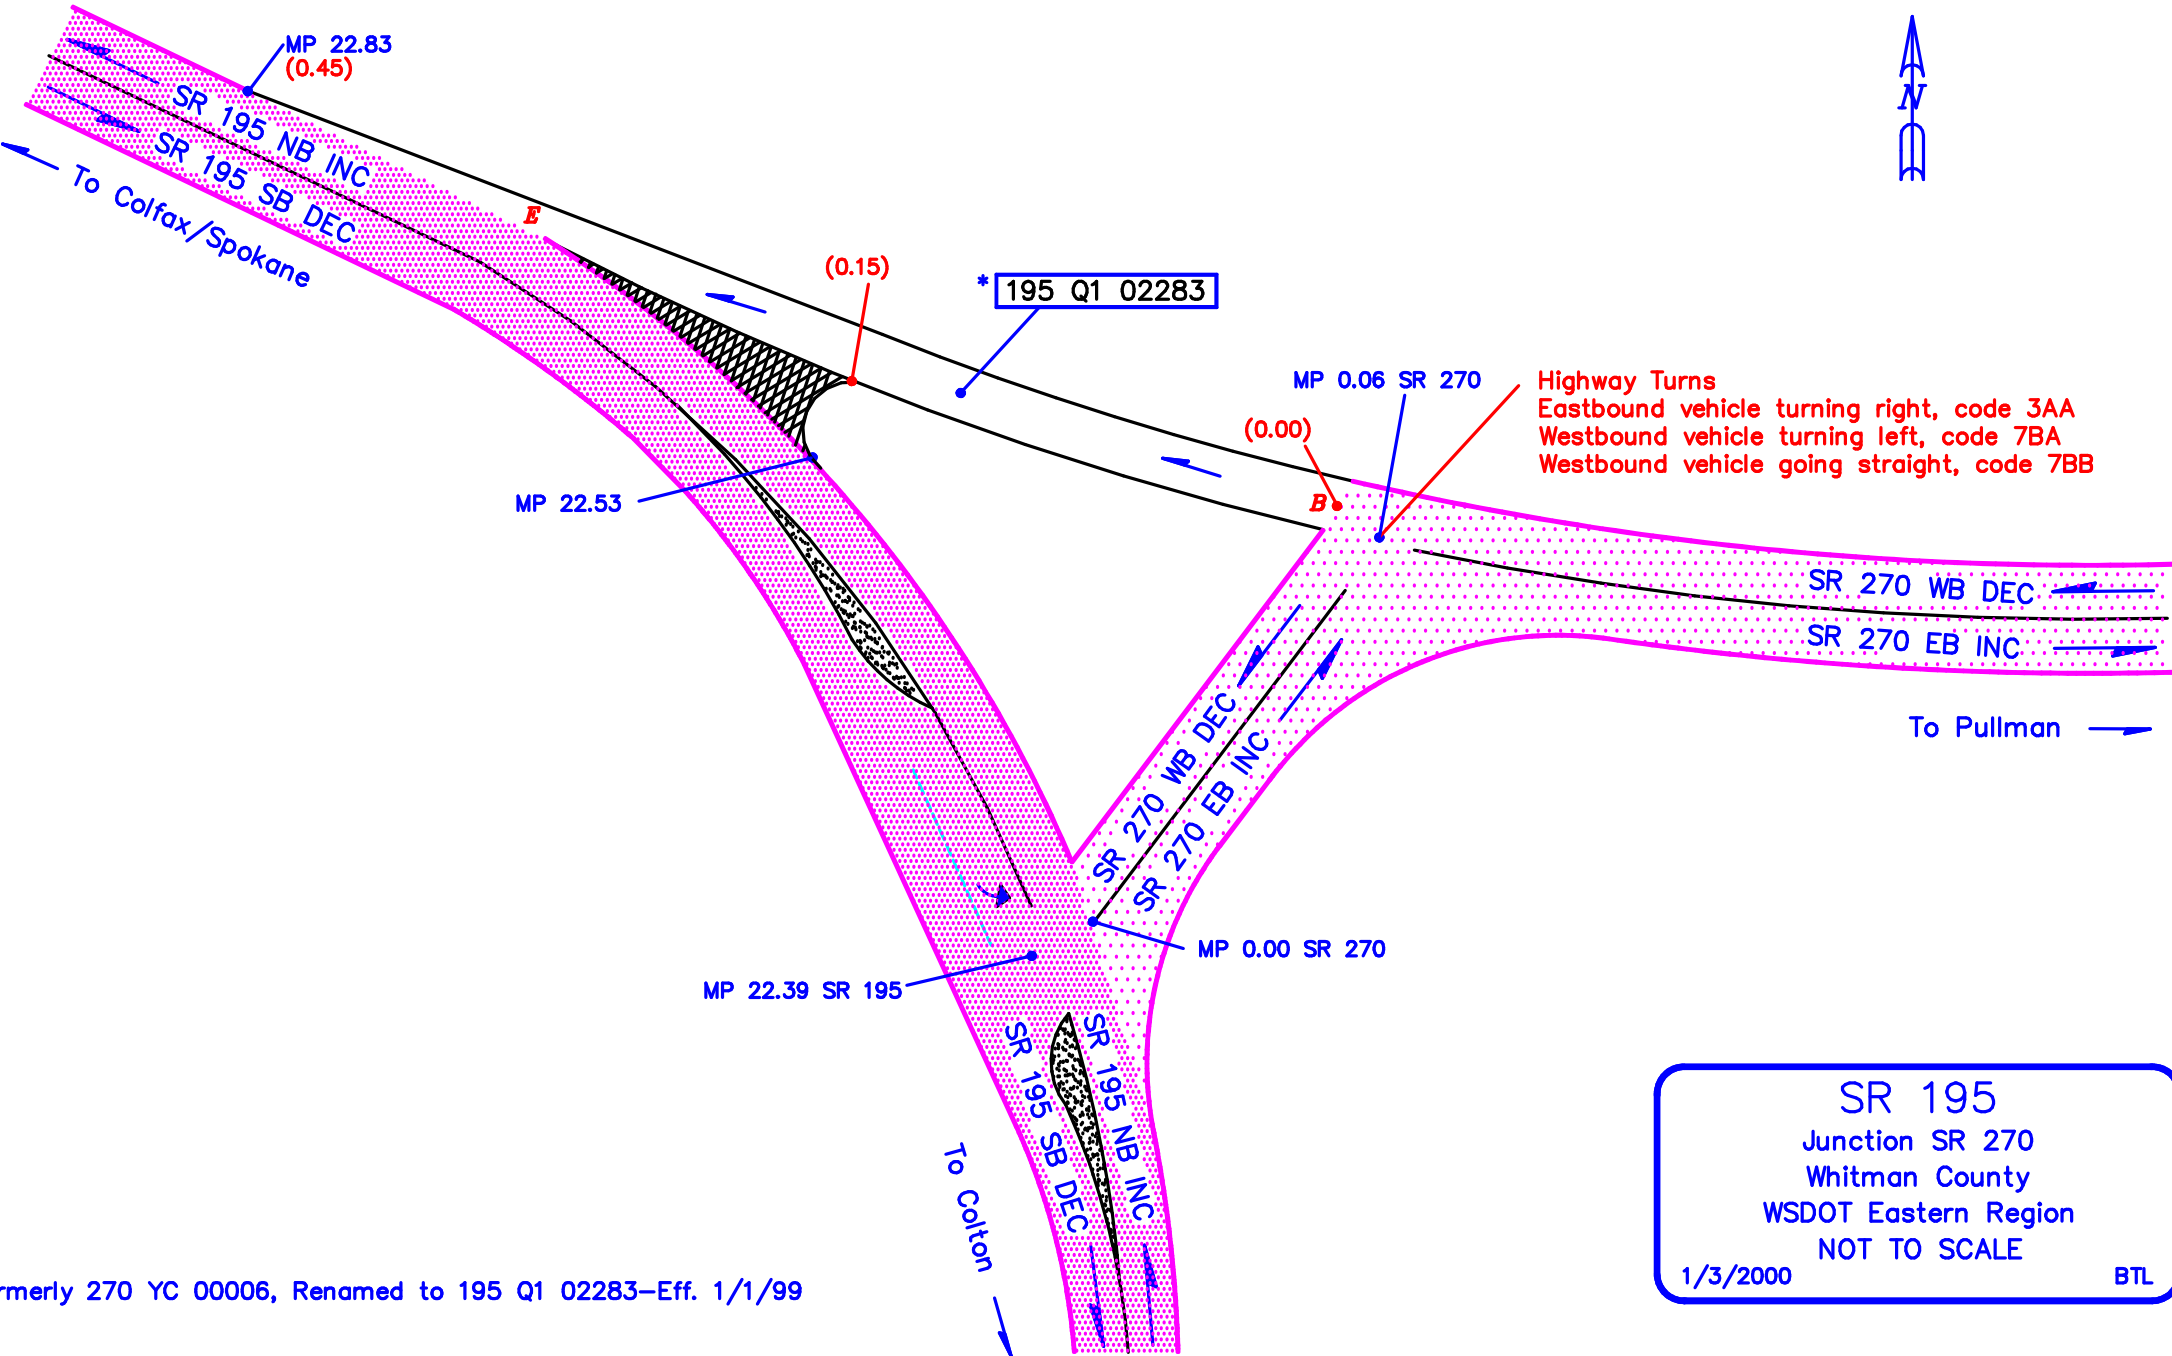 MP 22.83
(0.45)
N
SR 195 NB INC
SR 195 SB DEC
To Colfax/Spokane
E
(0.15)
* 195 Q1 02283
MP 0.06 SR 270
Highway Turns
Eastbound vehicle turning right, code 3AA
Westbound vehicle turning left, code 7BA
Westbound vehicle going straight, code 7BB
(0.00)
B
MP 22.53
SR 270 WB DEC
SR 270 EB INC
To Pullman
SR 270 WB DEC
SR 270 EB INC
MP 0.00 SR 270
MP 22.39 SR 195
SR 195 SB DEC
SR 195 NB INC
To Colton
rmerly 270 YC 00006, Renamed to 195 Q1 02283-Eff. 1/1/99
SR 195
Junction SR 270
Whitman County
WSDOT Eastern Region
NOT TO SCALE
1/3/2000 BTL